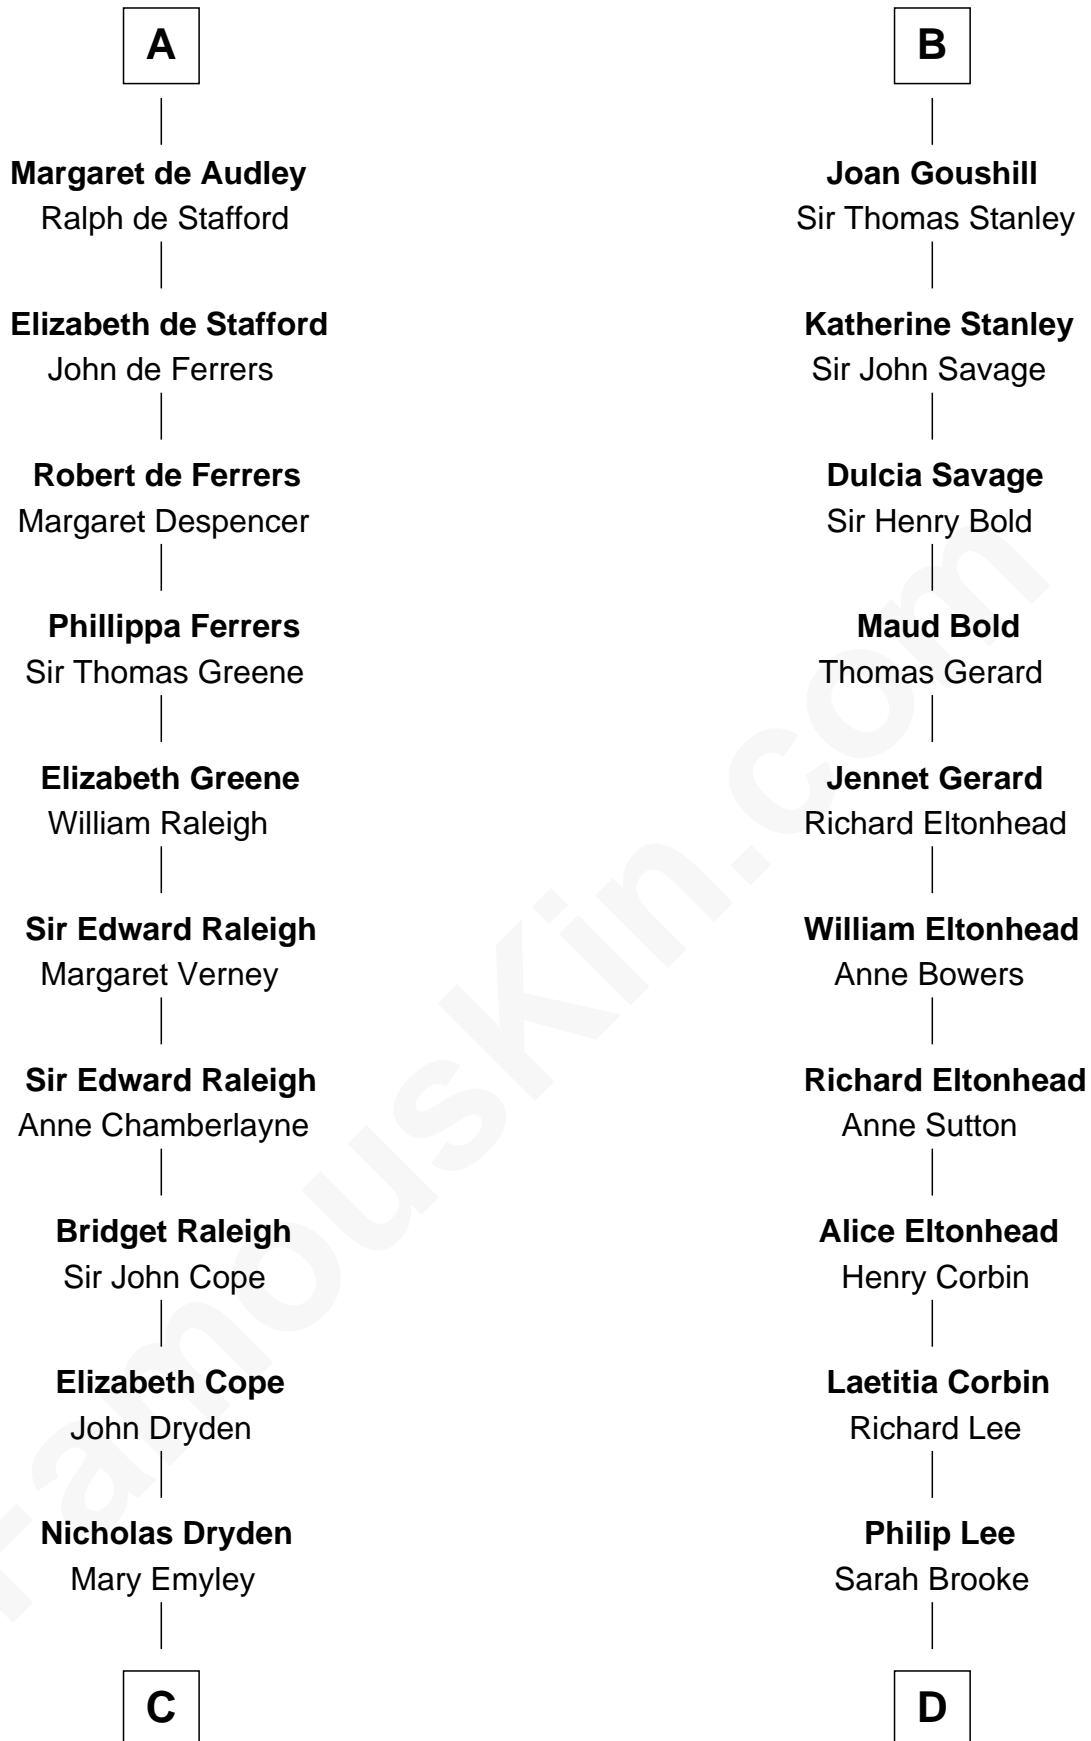 A
Margaret de Audley
Ralph de Stafford
Elizabeth de Stafford
John de Ferrers
Robert de Ferrers
Margaret Despencer
Phillippa Ferrers
Sir Thomas Greene
Elizabeth Greene
William Raleigh
Sir Edward Raleigh
Margaret Verney
Sir Edward Raleigh
Anne Chamberlayne
Bridget Raleigh
Sir John Cope
Elizabeth Cope
John Dryden
Nicholas Dryden
Mary Emyley
C
B
Joan Goushill
Sir Thomas Stanley
Katherine Stanley
Sir John Savage
Dulcia Savage
Sir Henry Bold
Maud Bold
Thomas Gerard
Jennet Gerard
Richard Eltonhead
William Eltonhead
Anne Bowers
Richard Eltonhead
Anne Sutton
Alice Eltonhead
Henry Corbin
Laetitia Corbin
Richard Lee
Philip Lee
Sarah Brooke
D
FamousKin.com